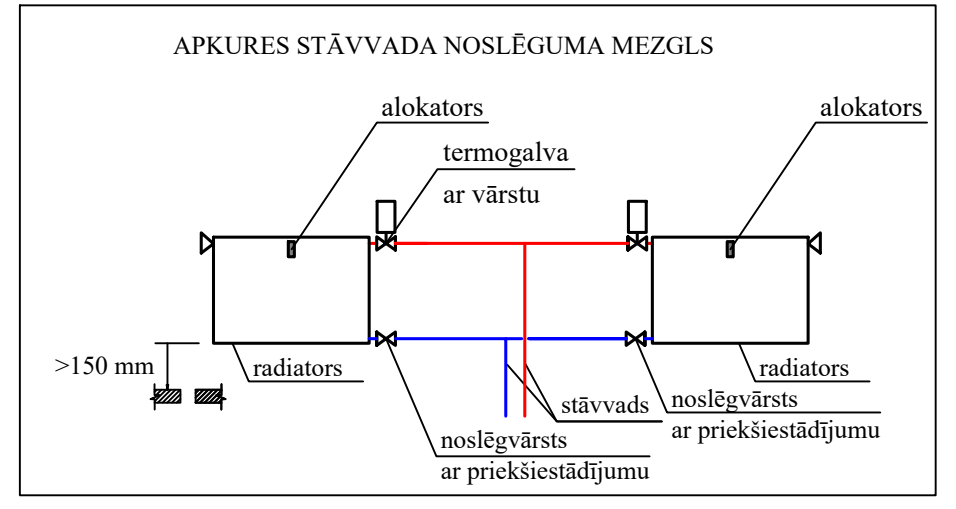 APKURES STĀVVADA NOSLĒGUMA MEZGLS
alokators
alokators
termogalva
ar vārstu
>150 mm
radiators
radiators
stāvvads
noslēgvārsts
ar priekšiestādījumu
noslēgvārsts
ar priekšiestādījumu